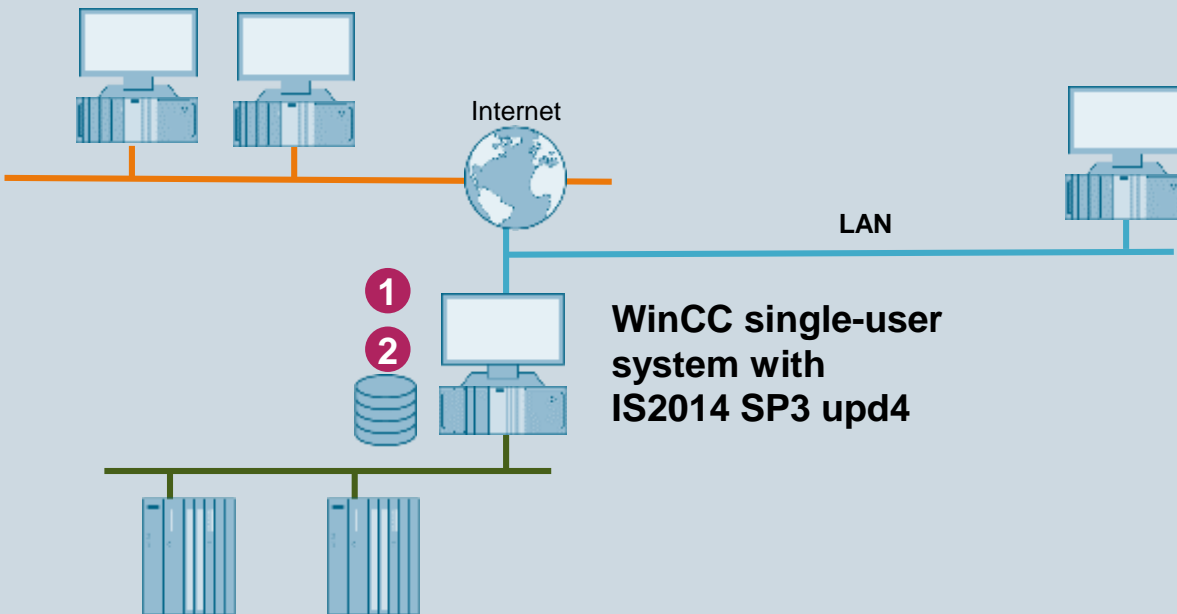 Internet
LAN
1
2
WinCC single-user
system with
IS2014 SP3 upd4